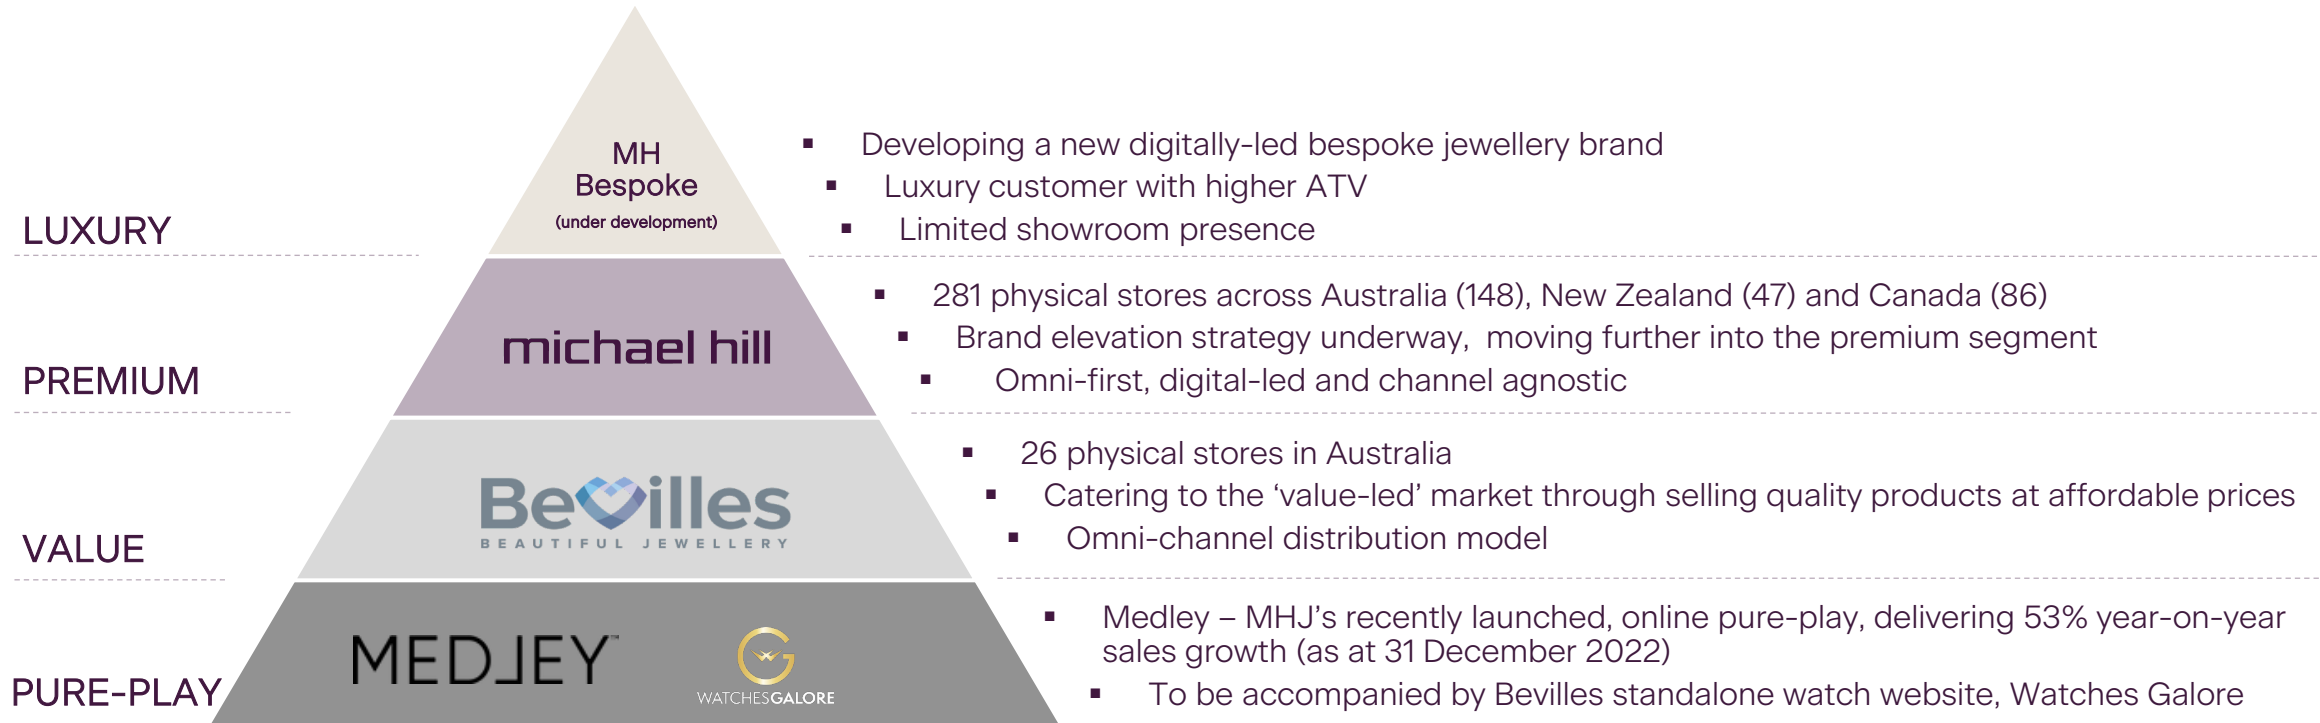 MH
Bespoke
(under development)
LUXURY
▪ Developing a new digitally-led bespoke jewellery brand
▪ Luxury customer with higher ATV
▪ Limited showroom presence
michael hill
PREMIUM
▪ 281 physical stores across Australia (148), New Zealand (47) and Canada (86)
▪ Brand elevation strategy underway,  moving further into the premium segment
▪ Omni-first, digital-led and channel agnostic
Bevilles
BEAUTIFUL JEWELLERY
VALUE
▪ 26 physical stores in Australia
▪ Catering to the ‘value-led’ market through selling quality products at affordable prices
▪ Omni-channel distribution model
MEDLEY™
WATCHESGALORE
PURE-PLAY
▪ Medley – MHJ’s recently launched, online pure-play, delivering 53% year-on-year
sales growth (as at 31 December 2022)
▪ To be accompanied by Bevilles standalone watch website, Watches Galore